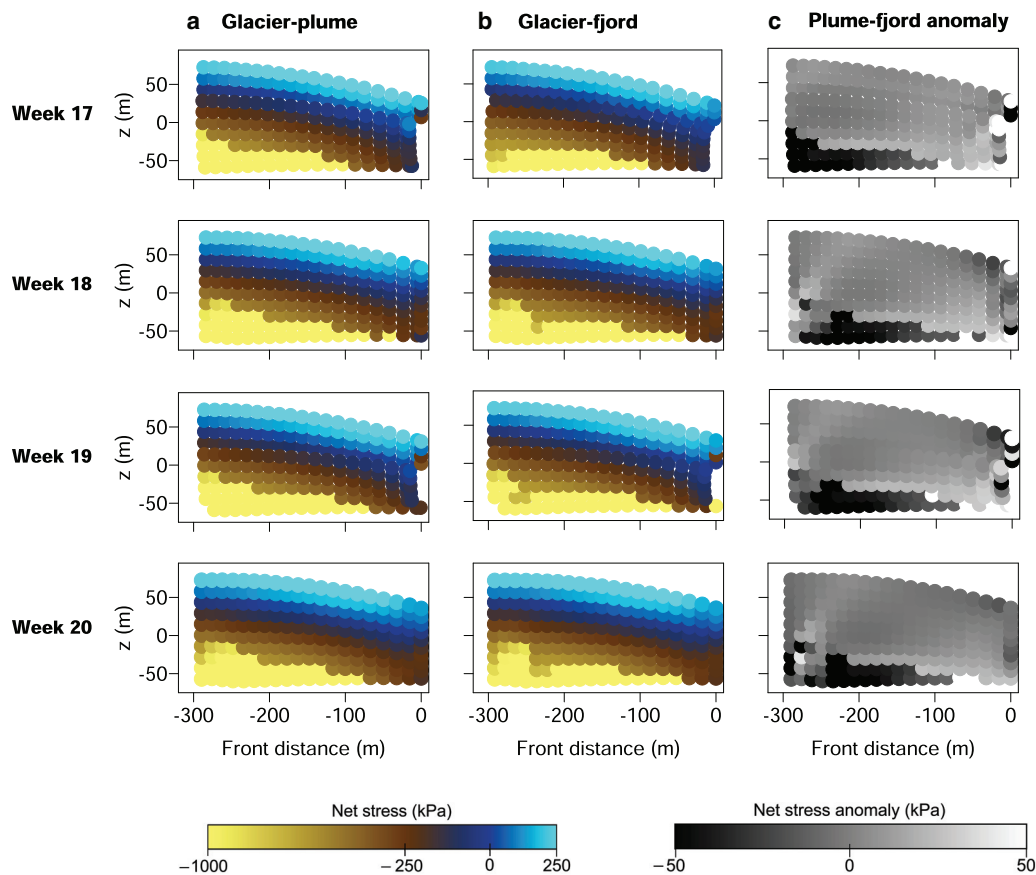 a Glacier-plume b Glacier-fjord c Plume-fjord anomaly
Week 17
z (m)
50
0
-50
Week 18
z (m)
50
0
-50
Week 19
z (m)
50
0
-50
Week 20
z (m)
50
0
-50
-300 -200 -100 0 -300 -200 -100 0 -300 -200 -100 0
Front distance (m) Front distance (m) Front distance (m)
Net stress (kPa) Net stress anomaly (kPa)
−1000 −250 0 250 −50 0 50